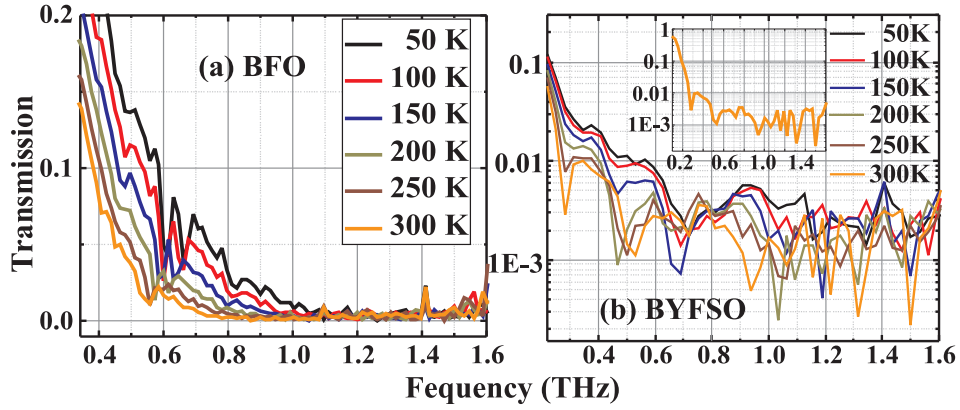 0.2
0.1
0.0
Transmission
(a) BFO
50 K
100 K
150 K
200 K
250 K
300 K
0.4 0.6 0.8 1.0 1.2 1.4 1.6
0.1
0.01
1E-3
1
0.1
0.01
1E-3
0.2 0.6 1.0 1.4
50K
100K
150K
200K
250K
300K
(b) BYFSO
0.4 0.6 0.8 1.0 1.2 1.4 1.6
Fequency (THz)